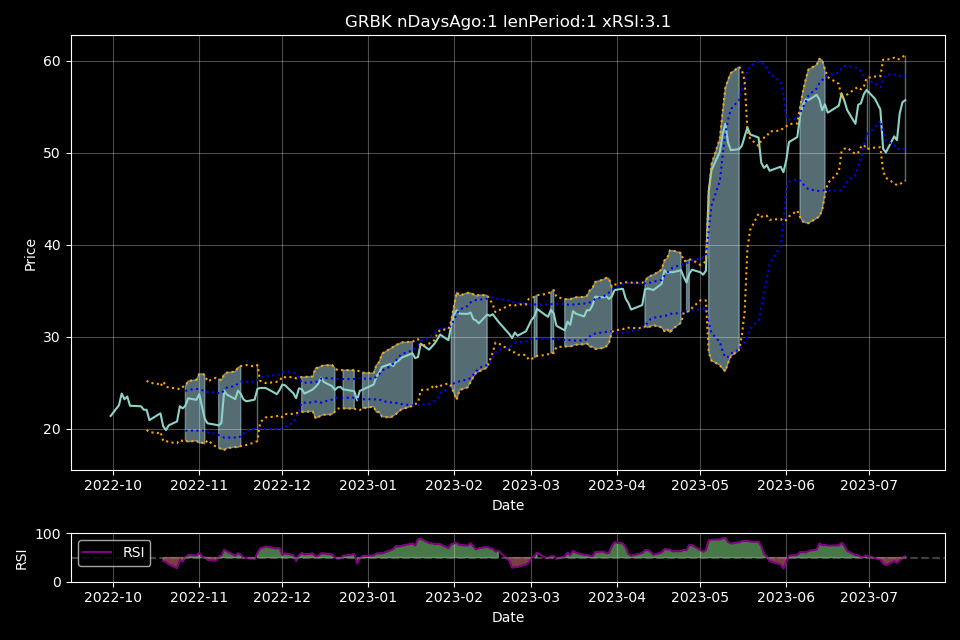 GRBK nDaysAgo:1 lenPeriod:1 xRSI:3.1
60
50
40
30
20
Price
2022-10 2022-11 2022-12 2023-01 2023-02 2023-03 2023-04 2023-05 2023-06 2023-07
Date
100
0
RSI
RSI
2022-10 2022-11 2022-12 2023-01 2023-02 2023-03 2023-04 2023-05 2023-06 2023-07
Date